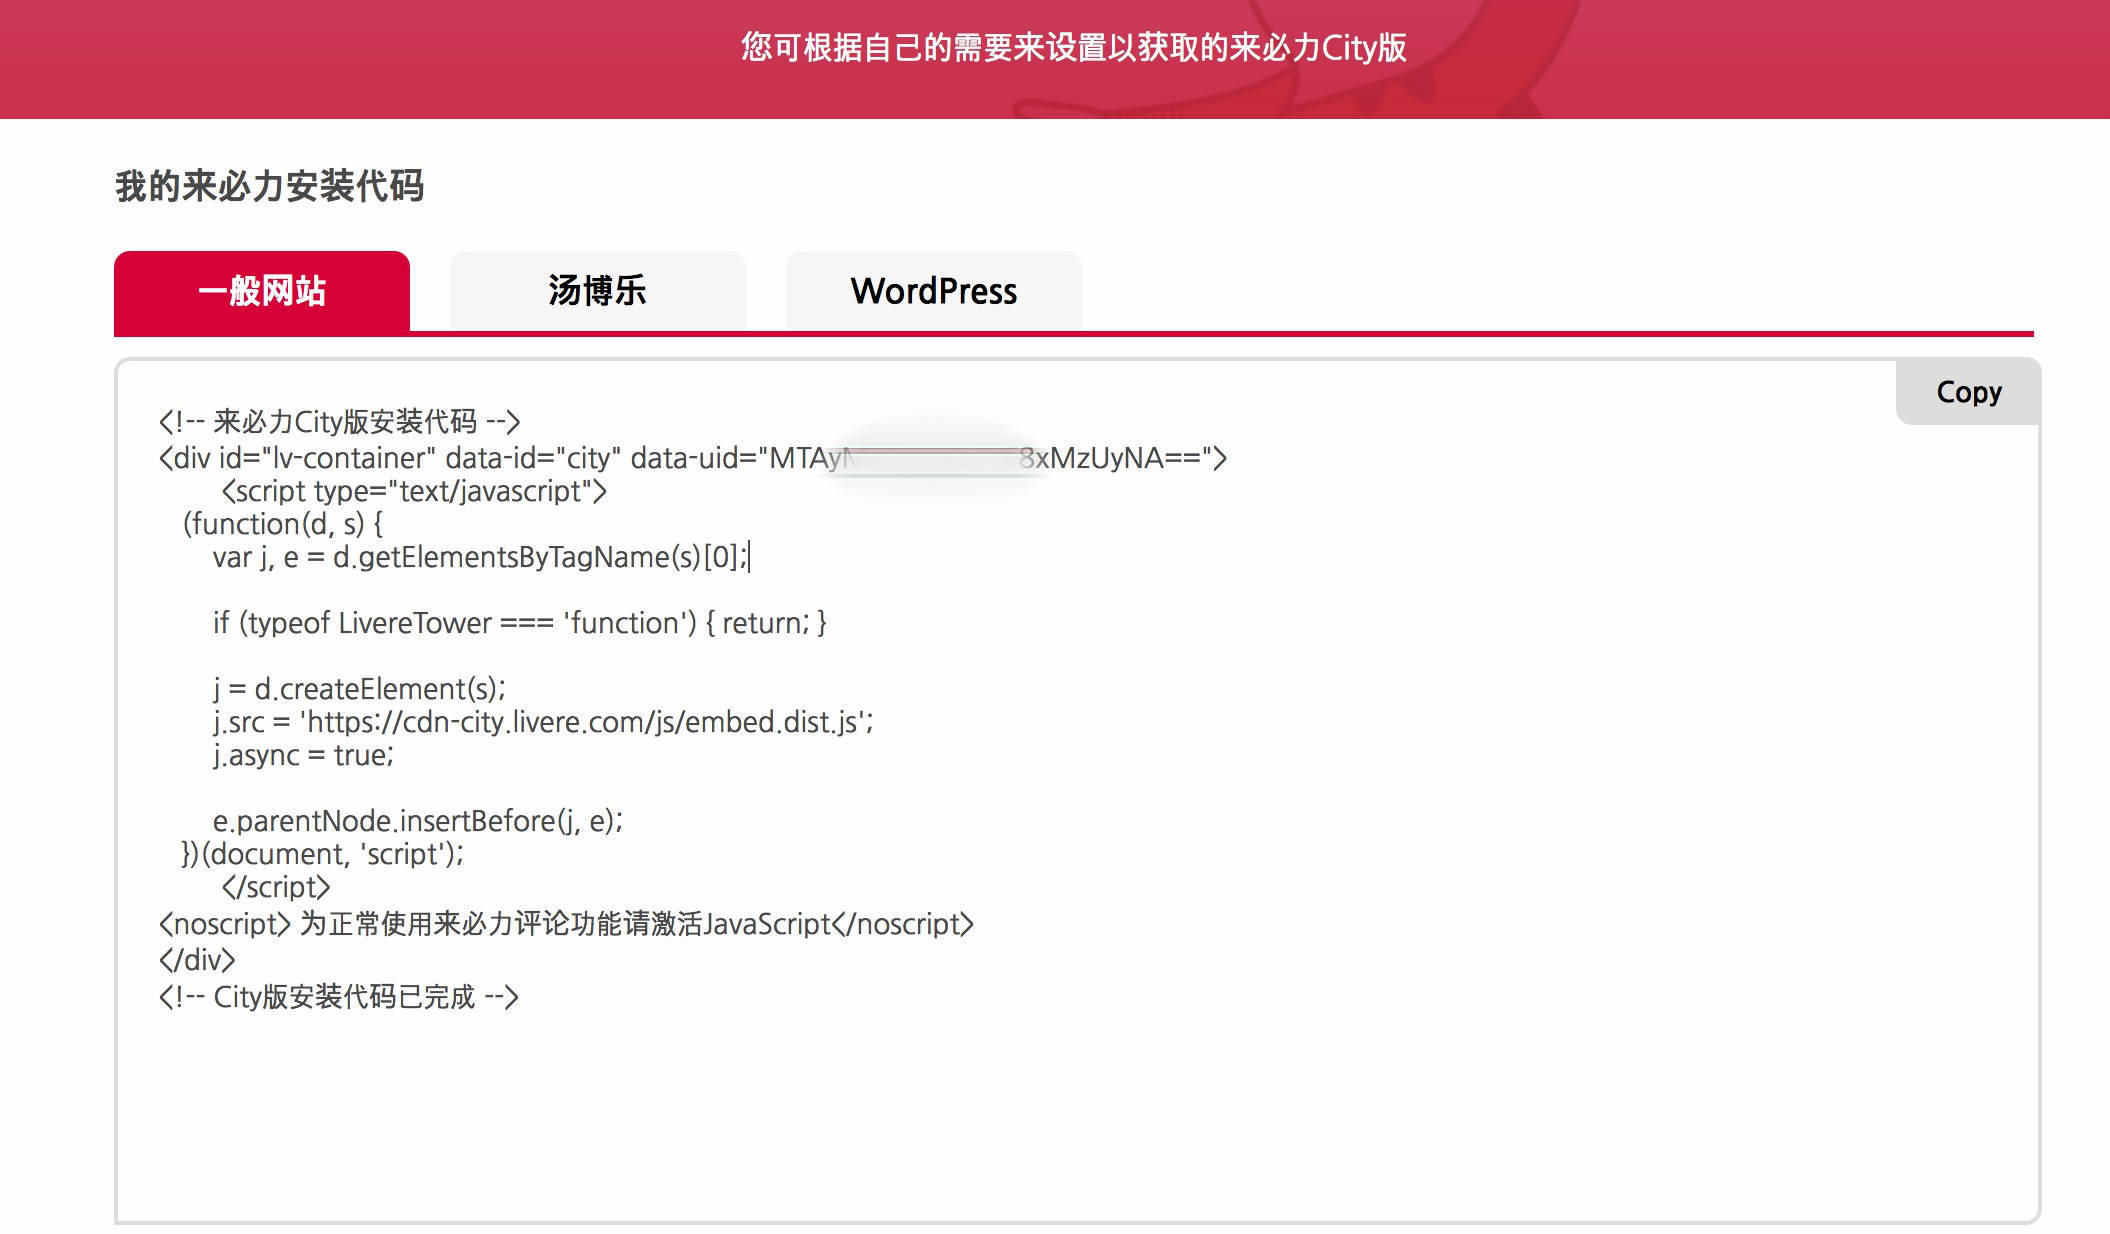 您可根据自己的需要来设置以获取的来必力City版
我的来必力安装代码
一般网站
汤博乐
WordPress
Copy
<!-- 来必力City版安装代码 -->
<div id="lv-container" data-id="city" data-uid="MTAy 8xMzUyNA==">
<script type="text/javascript">
(function(d, s) {
var j, e = d.getElementsByTagName(s)[0];
if (typeof LivereTower === 'function') { return; }
j = d.createElement(s);
j.src = 'https://cdn-city.livere.com/js/embed.dist.js';
j.async = true;
e.parentNode.insertBefore(j, e);
})(document, 'script');
</script>
<noscript> 为正常使用来必力评论功能请激活JavaScript</noscript>
</div>
<!-- City版安装代码已完成 -->